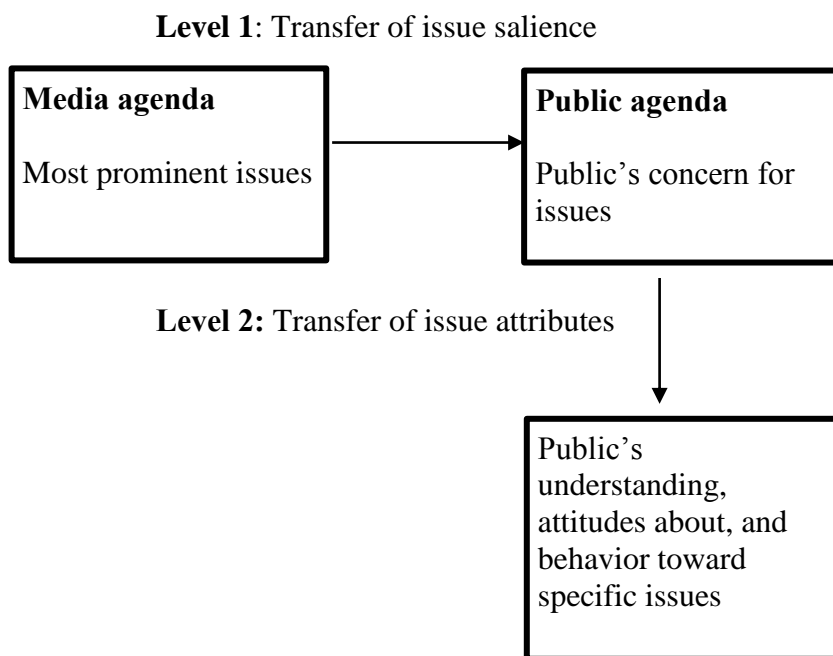 Level 1: Transfer of issue salience
Media agenda
Most prominent issues
Public agenda
Public’s concern for
issues
Level 2: Transfer of issue attributes
Public’s
understanding,
attitudes about, and
behavior toward
specific issues